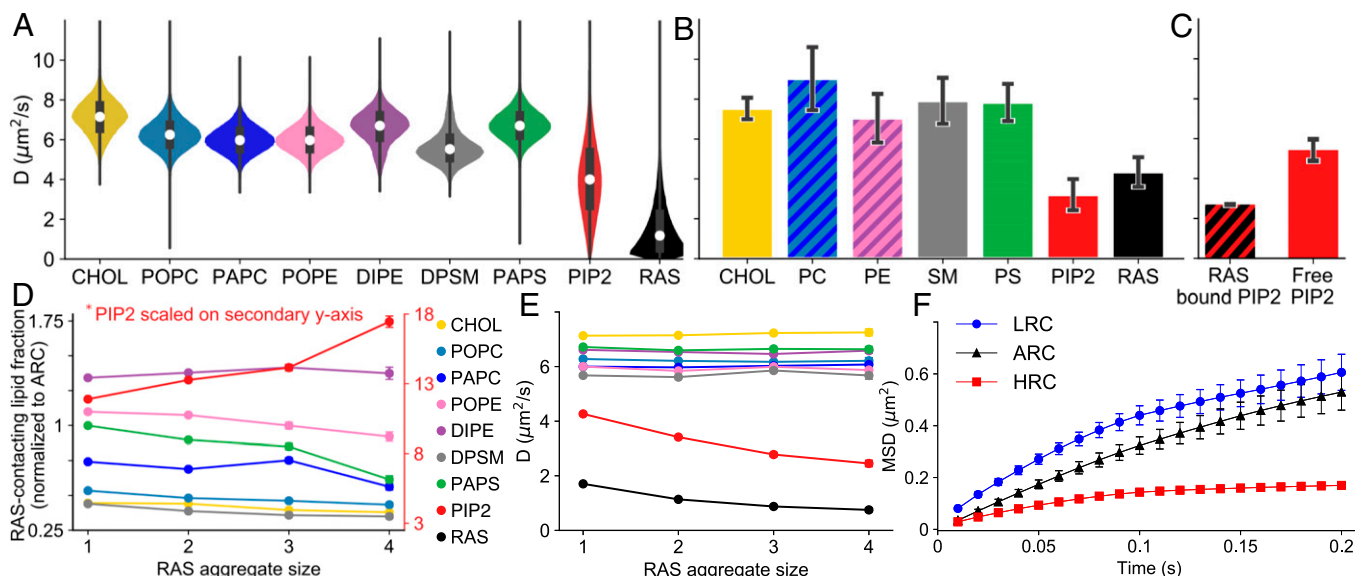 A
D (μm²/s)
10
8
6
4
2
0
CHOL POPC PAPC POPE DIPE DPSM PAPS PIP2 RAS
B
CHOL PC PE SM PS PIP2 RAS
C
RAS
bound PIP2
Free
PIP2
D
RAS-contacting lipid fraction
(normalized to ARC)
1.75
1
0.25
*PIP2 scaled on secondary y-axis
18
13
8
3
1 2 3 4
RAS aggregate size
CHOL
POPC
PAPC
POPE
DIPE
DPSM
PAPS
PIP2
RAS
E
D (μm²/s)
6
4
2
0
1 2 3 4
RAS aggregate size
F
LRC
ARC
HRC
MSD (μm²)
0.6
0.4
0.2
0
0 0.05 0.1 0.15 0.2
Time (s)